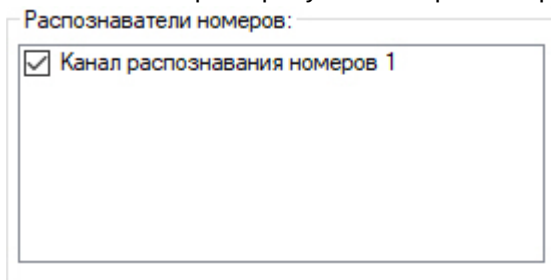 Распознаватели номеров:
Канал распознавания номеров 1